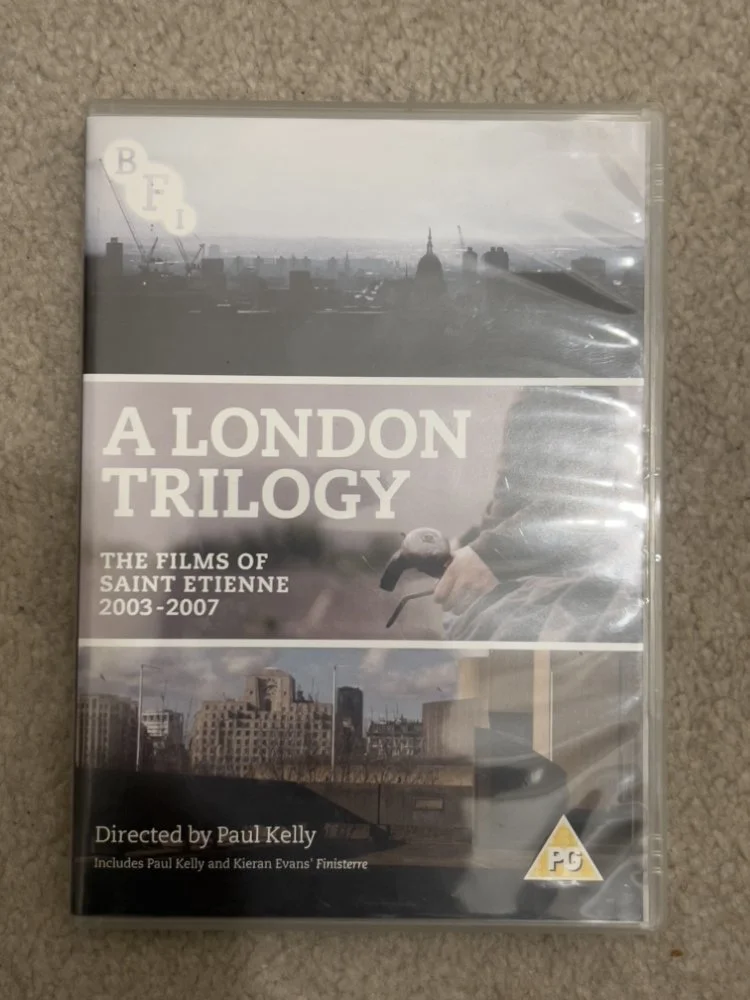 BFI
A LONDON
TRILOGY
THE FILMS OF
SAINT ETIENNE
2003-2007
Directed by Paul Kelly
Includes Paul Kelly and Kieran Evans' Finisterre
PG